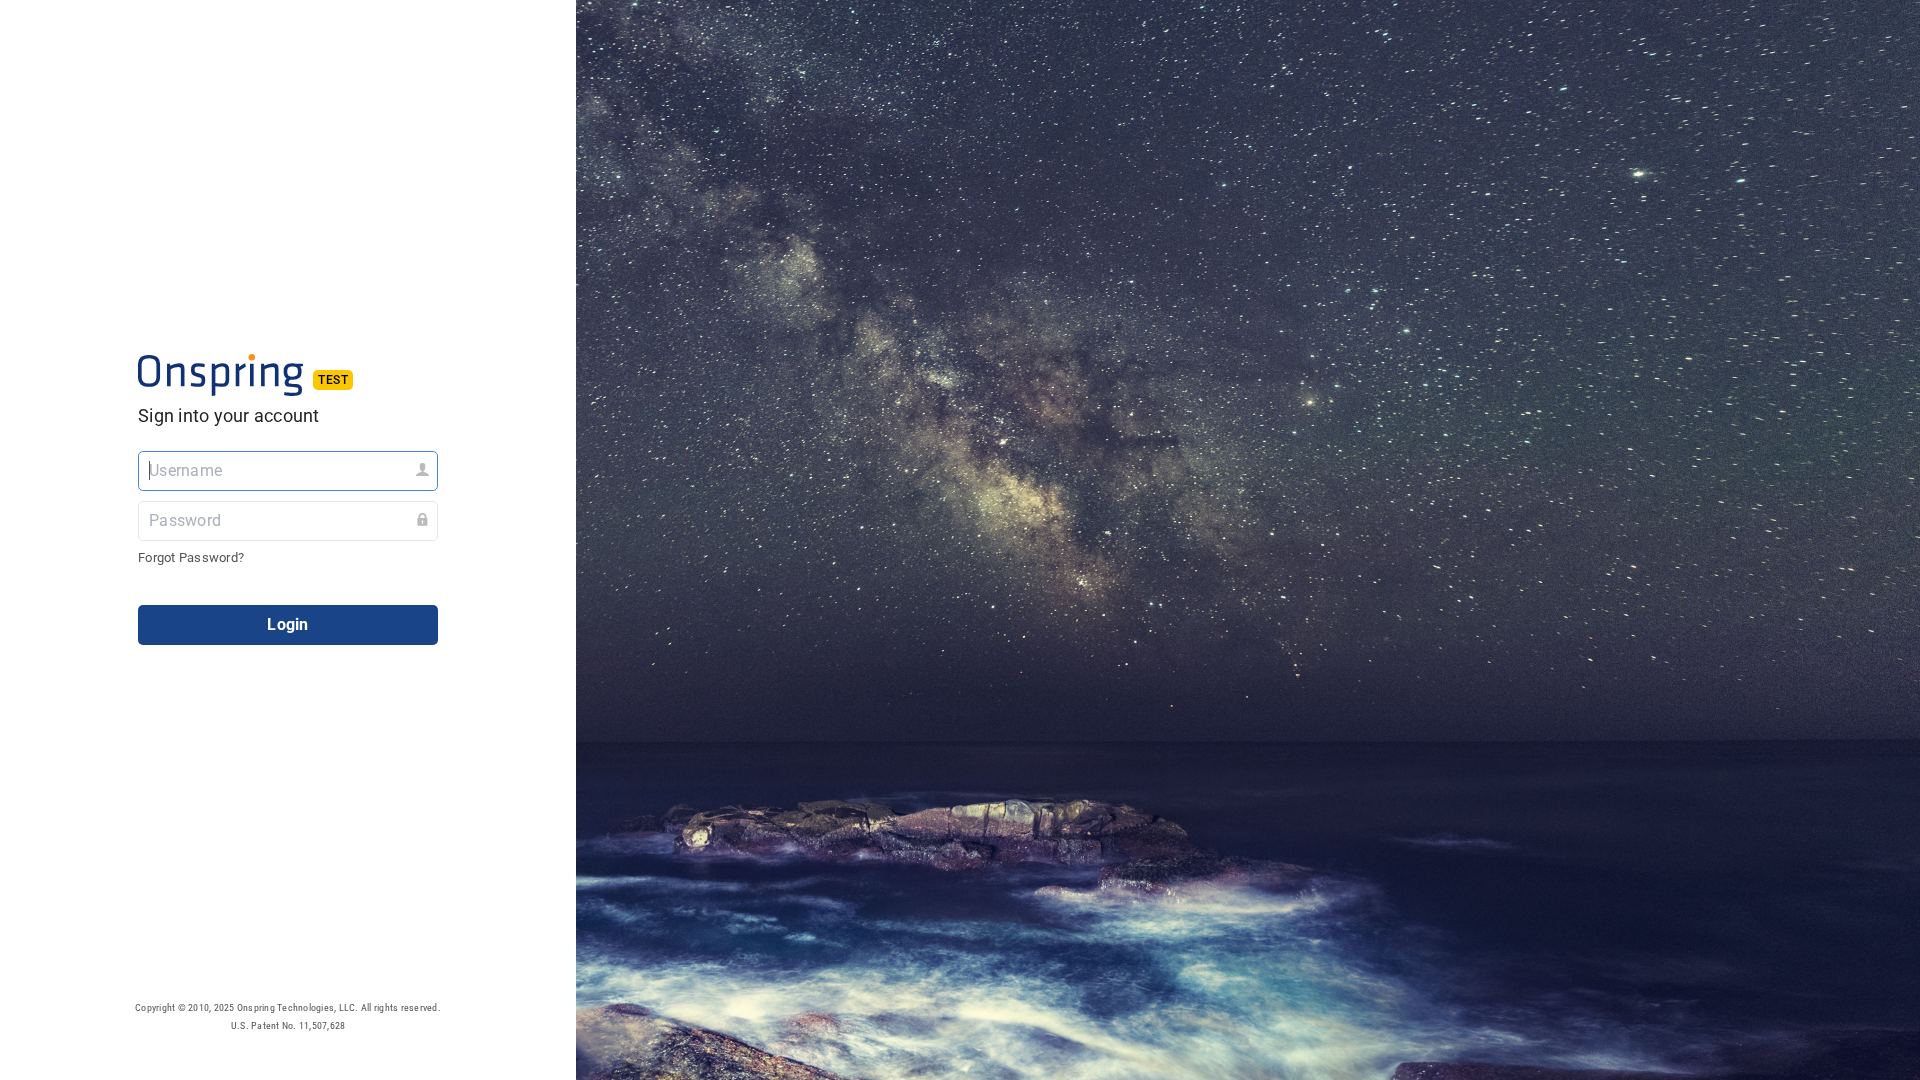 Onspring TEST
Sign into your account
Username
Password
Forgot Password?
Login
Copyright © 2010, 2025 Onspring Technologies, LLC. All rights reserved.
U.S. Patent No. 11,507,628